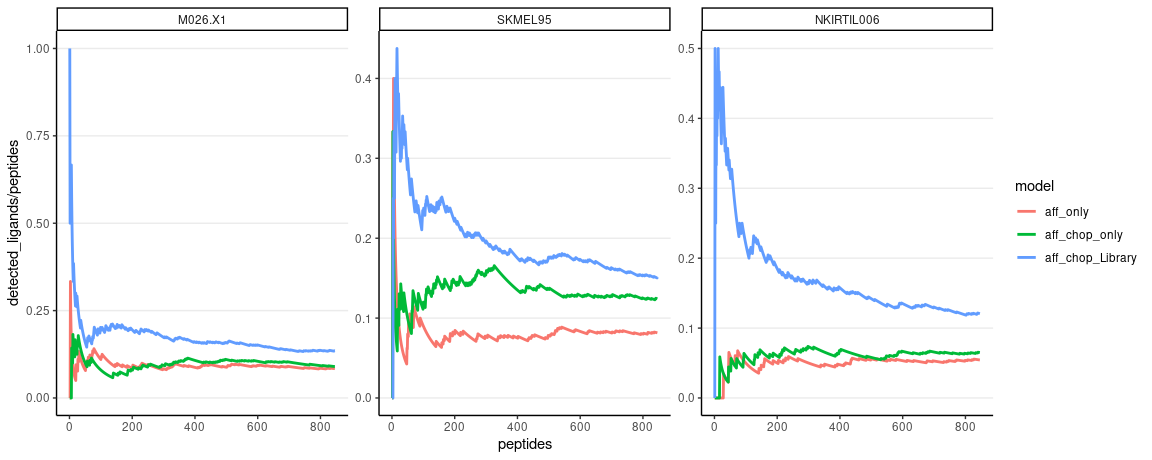 M026.X1
SKMEL95
NKIRTIL006
detected_ligands/peptides
1.00
0.75
0.50
0.25
0.00
0.4
0.3
0.2
0.1
0.0
0.5
0.4
0.3
0.2
0.1
0.0
0 200 400 600 800
0 200 400 600 800
0 200 400 600 800
peptides
model
aff_only
aff_chop_only
aff_chop_Library